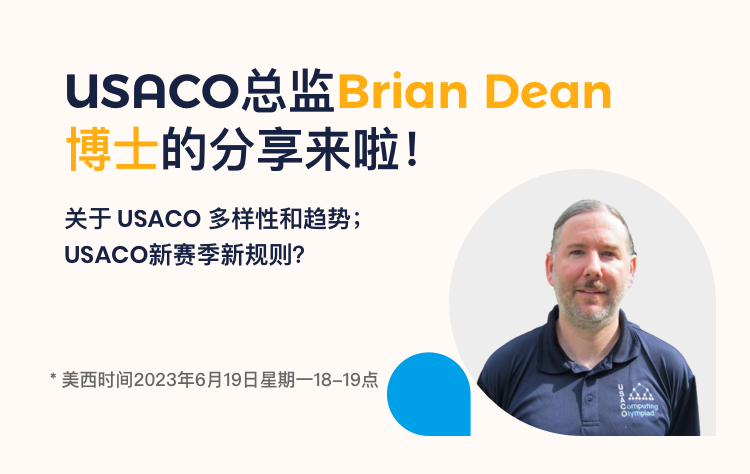 USACO总监Brian Dean
博士的分享来啦！
关于 USACO 多样性和趋势；
USACO新赛季新规则？
* 美西时间2023年6月19日星期一18–19点
USACO
Computing
Olympiad